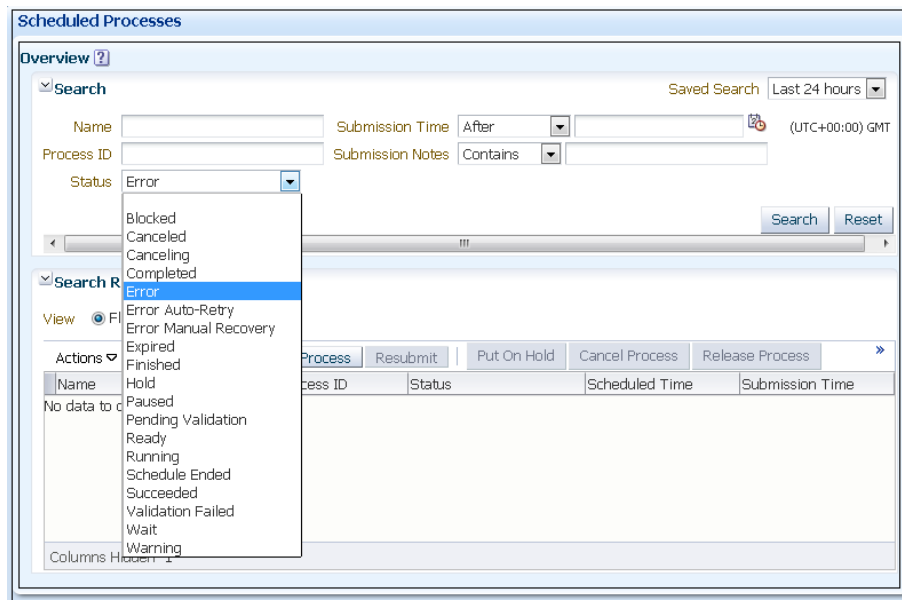 Scheduled Processes
Overview ?
Search
Saved Search Last 24 hours
Name
Submission Time After
(UTC+00:00) GMT
Process ID
Submission Notes Contains
Status Error
Blocked
Canceled
Canceling
Completed
Error
Error Auto-Retry
Error Manual Recovery
Expired
Finished
Hold
Paused
Pending Validation
Ready
Running
Schedule Ended
Succeeded
Validation Failed
Wait
Warning
Search Reset
Search R
View Fl
Actions Process Resubmit Put On Hold Cancel Process Release Process »
Name cess ID Status Scheduled Time Submission Time
No data to d
Columns Hidden 1